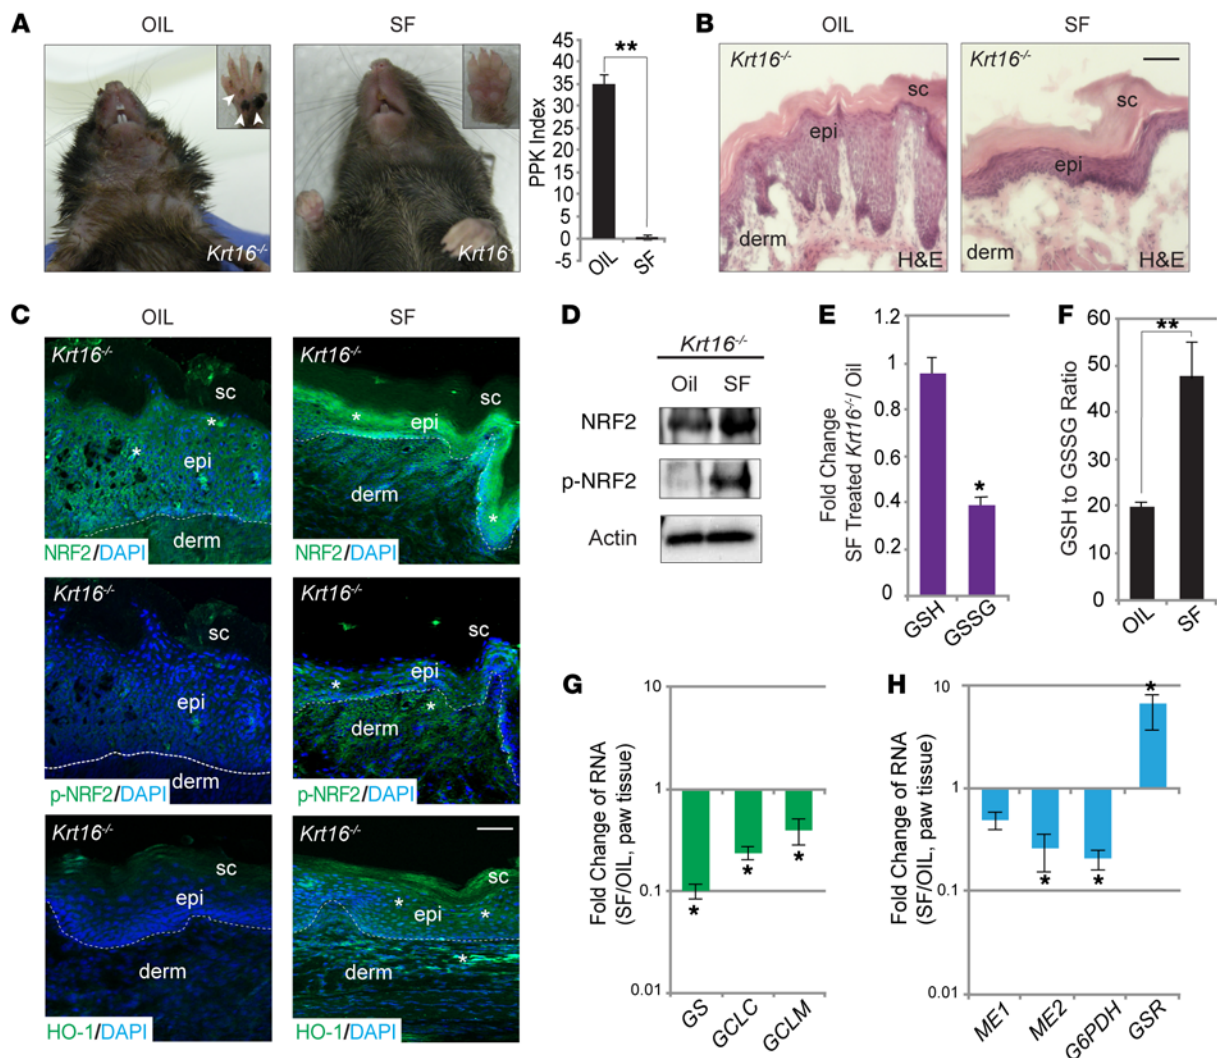 A
OIL
SF
Krt16-/-
Krt16-/-
PPK Index
45
40
35
30
25
20
15
10
5
0
-5
**
OIL
SF
B
OIL
SF
Krt16-/-
sc
epi
derm
H&E
Krt16-/-
sc
epi
derm
H&E
C
OIL
SF
Krt16-/-
sc
*
*
epi
derm
NRF2/DAPI
Krt16-/-
sc
*
epi
derm
*
NRF2/DAPI
Krt16-/-
sc
epi
derm
p-NRF2/DAPI
Krt16-/-
sc
epi
*
*
derm
p-NRF2/DAPI
Krt16-/-
sc
epi
derm
HO-1/DAPI
Krt16-/-
sc
*
epi
*
*
derm
HO-1/DAPI
D
Krt16-/-
Oil SF
NRF2
p-NRF2
Actin
E
Fold Change
SF Treated Krt16-/-/ Oil
1.2
1
0.8
0.6
0.4
0.2
0
*
GSH
GSSG
F
GSH to GSSG Ratio
60
50
40
30
20
10
0
**
OIL
SF
G
Fold Change of RNA
(SF/OIL, paw tissue)
10
1
0.1
0.01
*
*
*
GS
GCLC
GCLM
H
Fold Change of RNA
(SF/OIL, paw tissue)
10
1
0.1
0.01
*
*
*
ME1
ME2
G6PDH
GSR